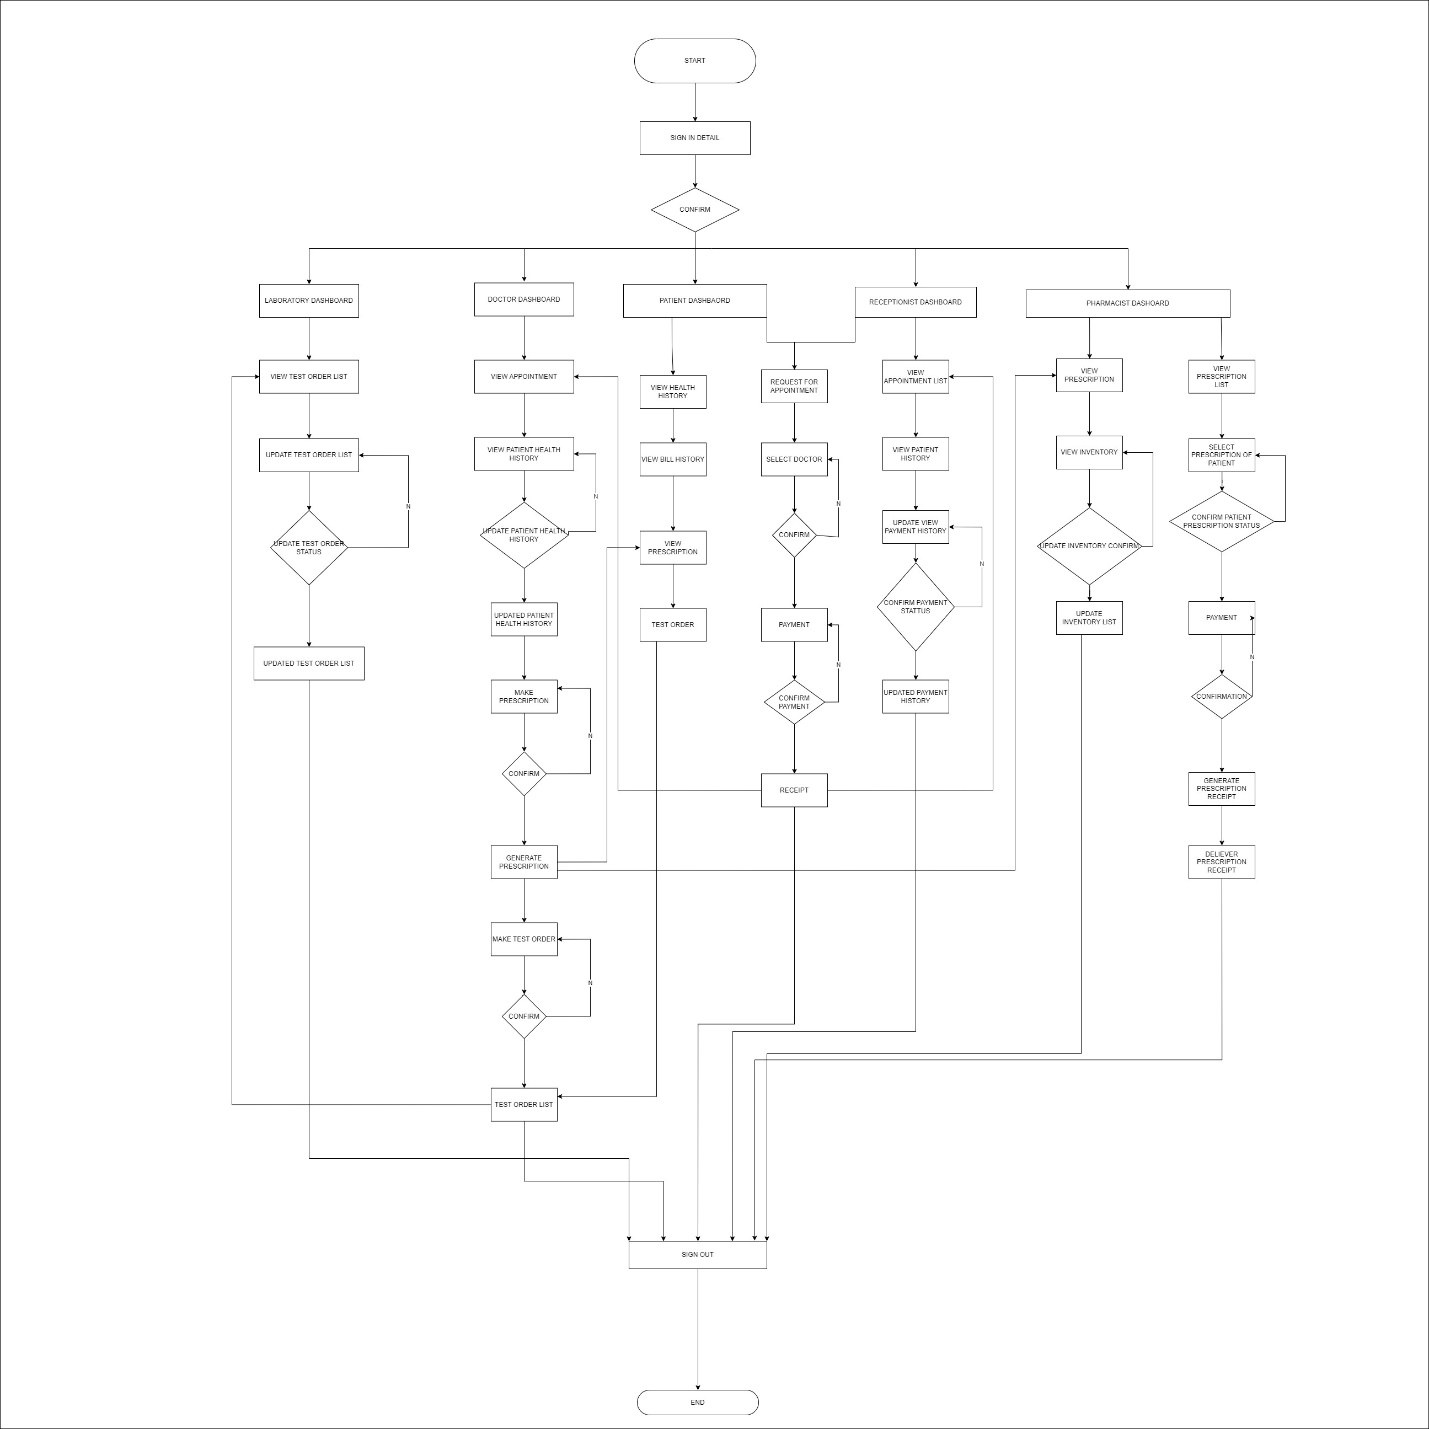 START
SIGN IN DETAIL
CONFIRM
LABORATORY DASHBOARD
DOCTOR DASHBOARD
PATIENT DASHBAORD
RECEPTIONIST DASHBOARD
PHARMACIST DASHOARD
VIEW TEST ORDER LIST
UPDATE TEST ORDER LIST
N
UPDATE TEST ORDER
STATUS
UPDATED TEST ORDER LIST
VIEW APPOINTMENT
VIEW PATIENT HEALTH
HISTORY
N
UPDATE PATIENT HEALTH
HISTORY
UPDATED PATIENT
HEALTH HISTORY
MAKE
PRESCRIPTION
N
CONFIRM
GENERATE
PRESCRIPTION
MAKE TEST ORDER
N
CONFIRM
TEST ORDER LIST
VIEW HEALTH
HISTORY
VIEW BILL HISTORY
VIEW
PRESCRIPTION
TEST ORDER
REQUEST FOR
APPOINTMENT
SELECT DOCTOR
N
CONFIRM
PAYMENT
N
CONFIRM
PAYMENT
RECEIPT
VIEW
APPOINTMENT LIST
VIEW PATIENT
HISTORY
UPDATE VIEW
PAYMENT HISTORY
N
CONFIRM PAYMENT
STATTUS
UPDATED PAYMENT
HISTORY
VIEW
PRESCRIPTION
VIEW INVENTORY
UPDATE INVENTORY CONFIRM
UPDATE
INVENTORY LIST
VIEW
PRESCRIPTION
LIST
SELECT
PRESCRIPTION OF
PATIENT
CONFIRM PATIENT
PRESCRIPTION STATUS
PAYMENT
N
CONFIRMATION
GENERATE
PRESCRIPTION
RECEIPT
DELIEVER
PRESCRIPTION
RECEIPT
SIGN OUT
END